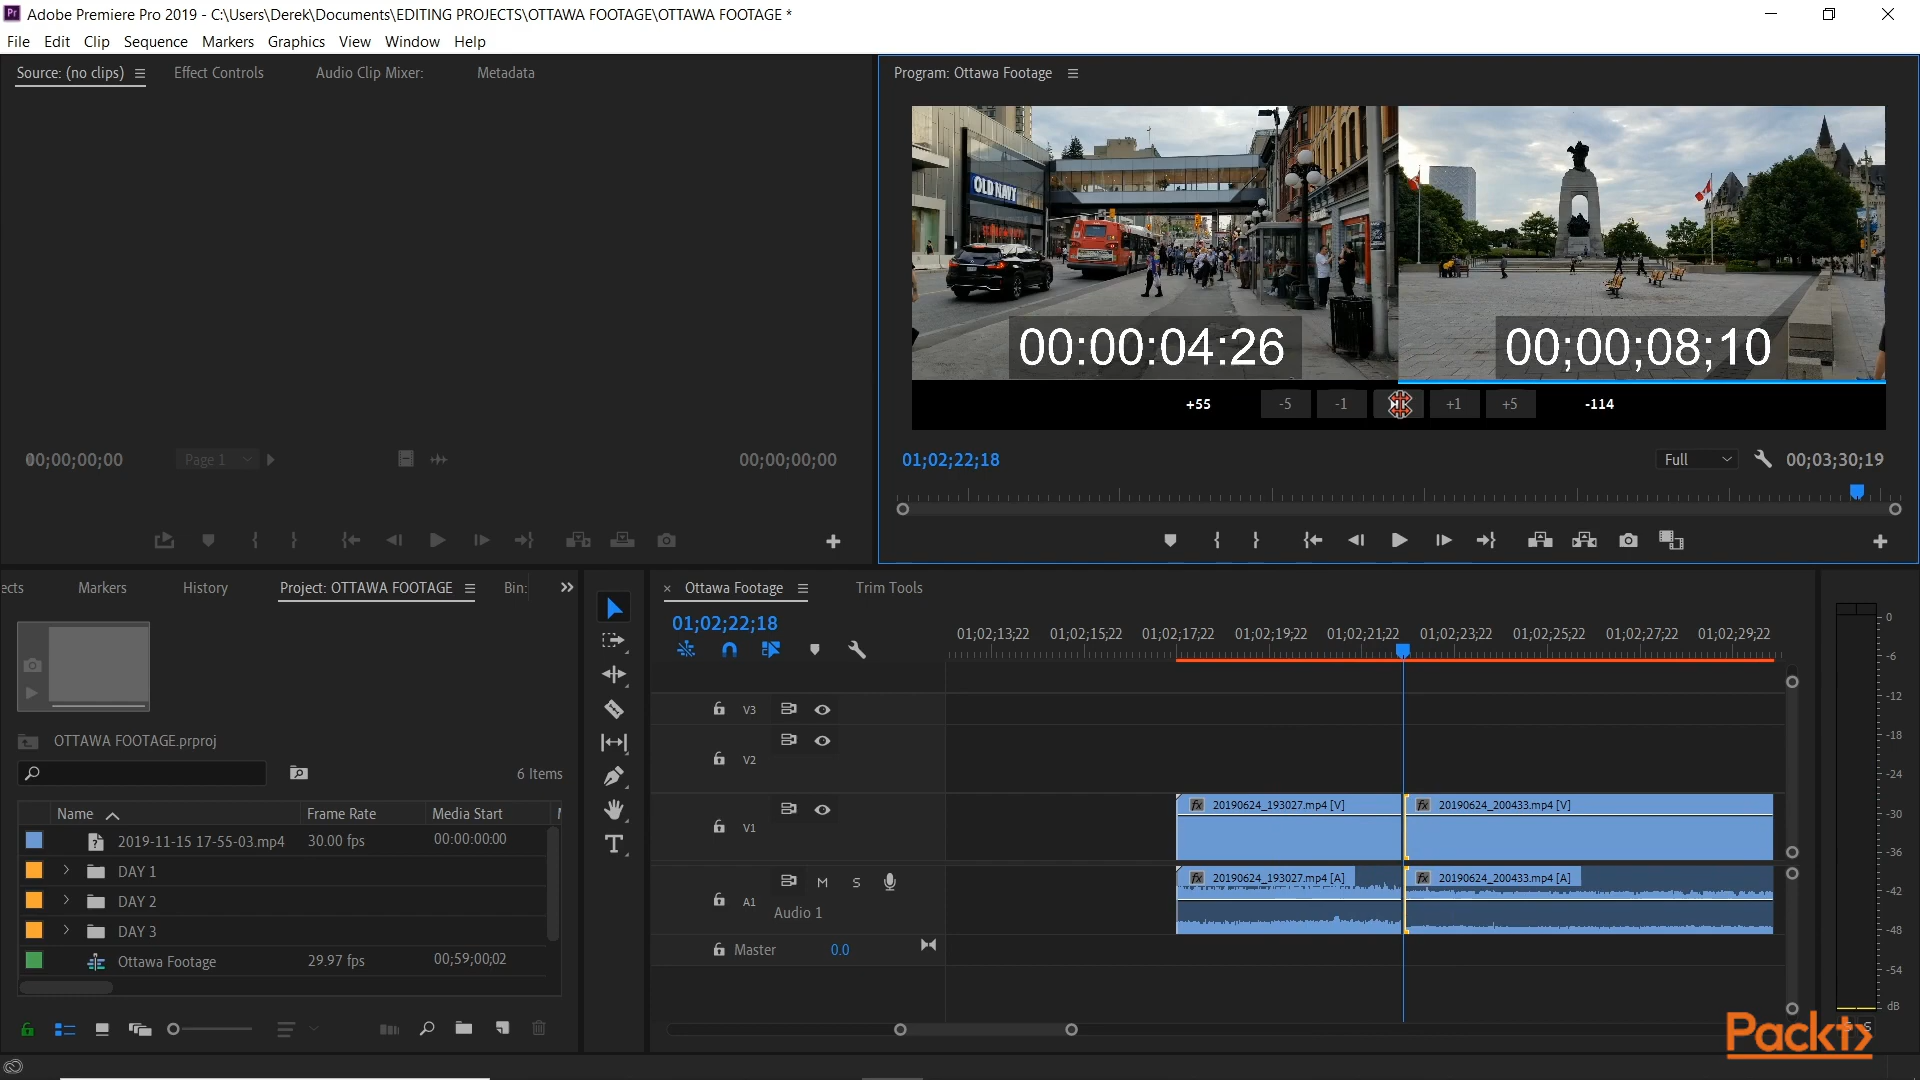 Pr Adobe Premiere Pro 2019 - C:\Users\Derek\Documents\EDITING PROJECTS\OTTAWA FOOTAGE\OTTAWA FOOTAGE *
File Edit Clip Sequence Markers Graphics View Window Help
Source: (no clips) Effect Controls Audio Clip Mixer: Metadata
Program: Ottawa Footage
OLD NAVY
00:00:04:26 00;00;08;10
+55 -5 -1 +1 +5 -114
00;00;00;00 Page 1 00;00;00;00
01;02;22;18 Full 00;03;30;19
ects Markers History Project: OTTAWA FOOTAGE Bin:
× Ottawa Footage Trim Tools
01;02;22;18
01;02;13;22 01;02;15;22 01;02;17;22 01;02;19;22 01;02;21;22 01;02;23;22 01;02;25;22 01;02;27;22 01;02;29;22
OTTAWA FOOTAGE.prproj
6 Items
Name Frame Rate Media Start
2019-11-15 17-55-03.mp4 30.00 fps 00:00:00:00
DAY 1
DAY 2
DAY 3
Ottawa Footage 29.97 fps 00;59;00;02
V3
V2
V1
fx 20190624_193027.mp4 [V] fx 20190624_200433.mp4 [V]
fx 20190624_193027.mp4 [A] fx 20190624_200433.mp4 [A]
M S
A1
Audio 1
Master 0.0
0
-6
-12
-18
-24
-30
-36
-42
-48
-54
dB
S
Packt